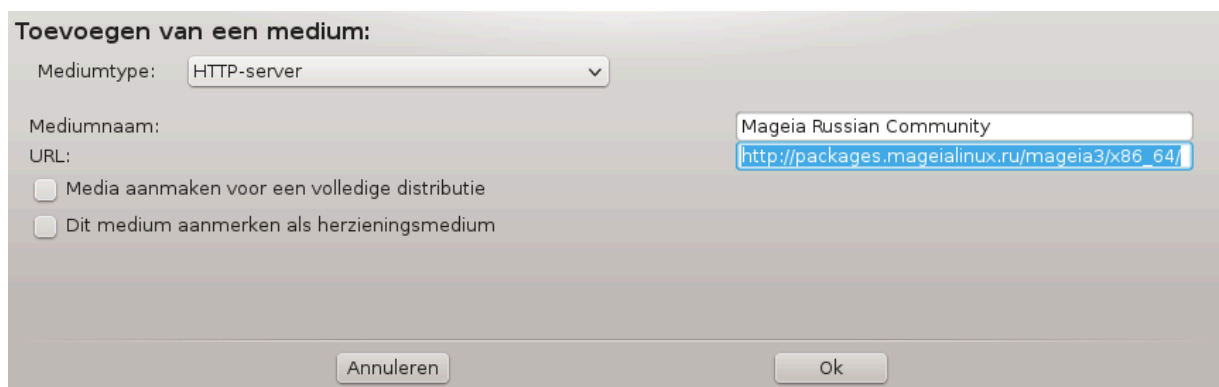 Toevoegen van een medium:
Mediumtype: HTTP-server
Mediumnaam: Mageia Russian Community
URL: http://packages.mageialinux.ru/mageia3/x86_64/
Media aanmaken voor een volledige distributie
Dit medium aanmerken als herzieningsmedium
Annuleren Ok